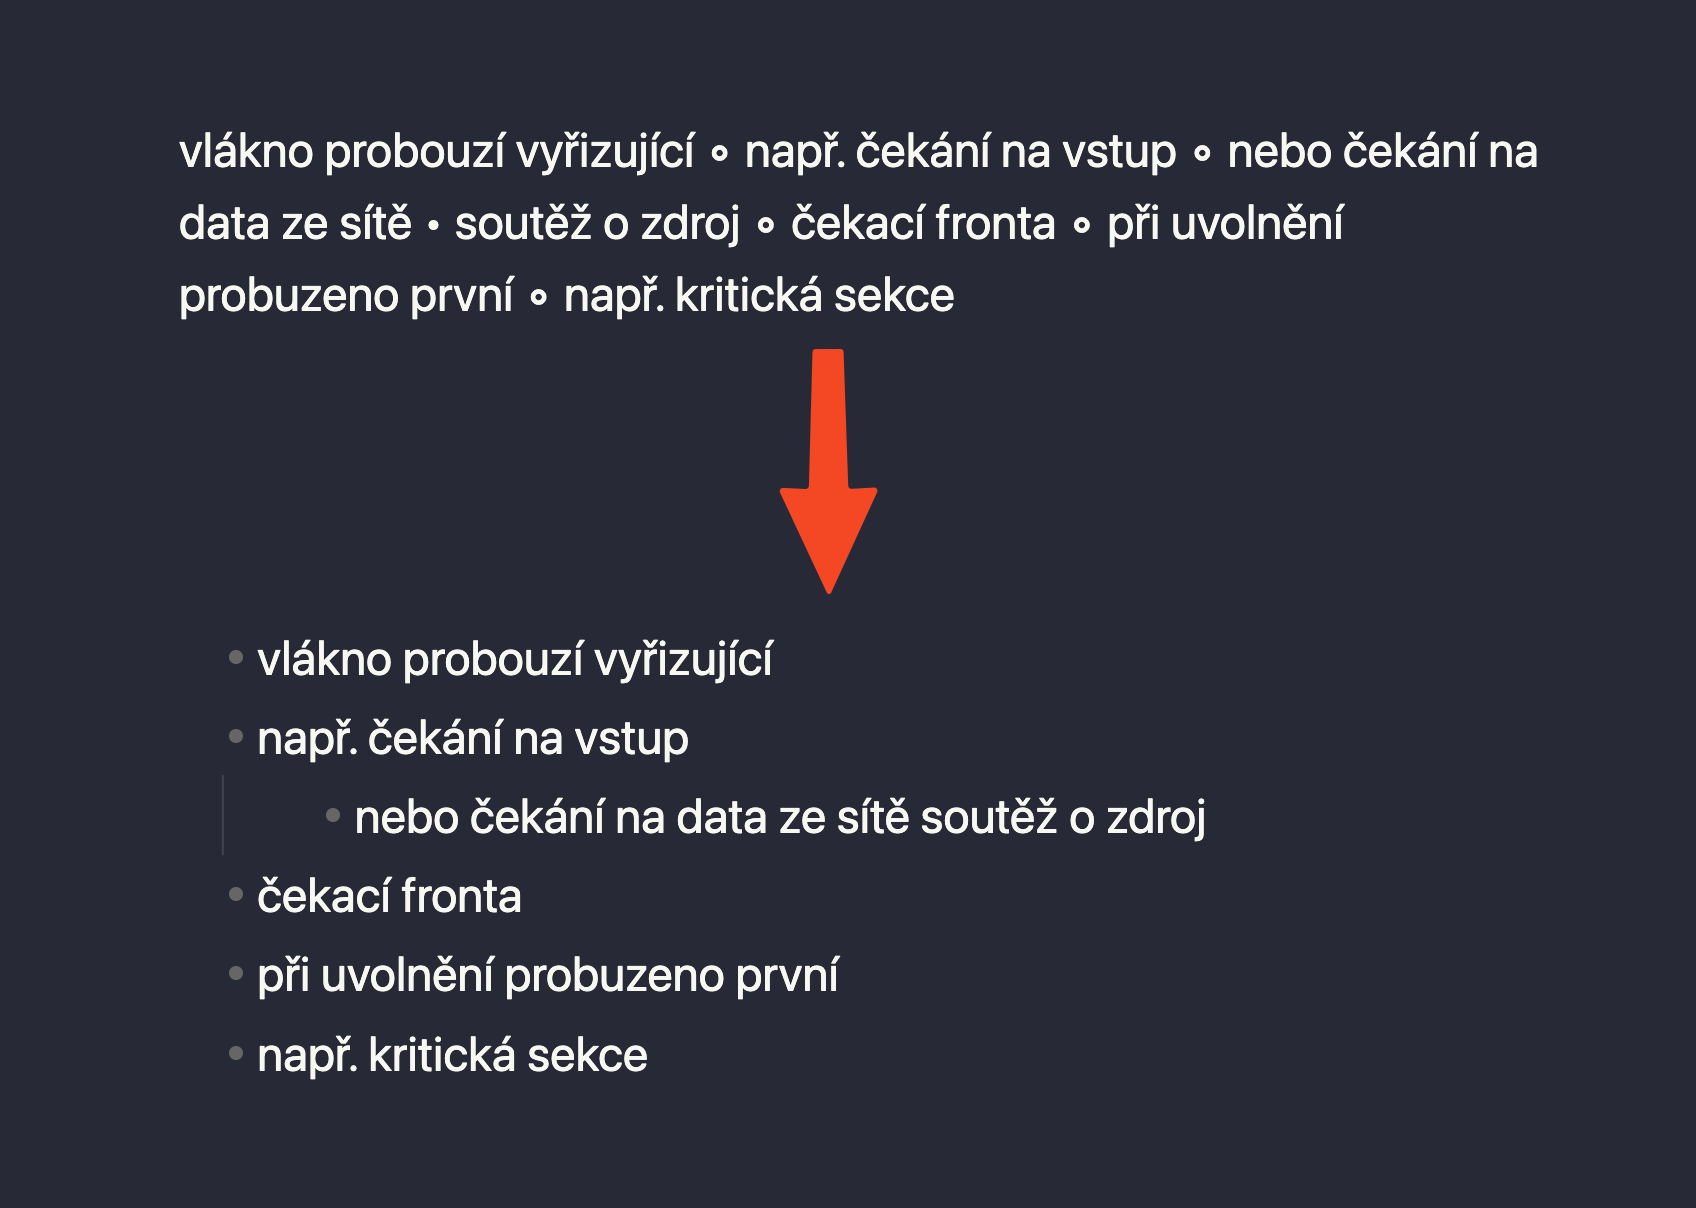 vlákno probouzí vyřizující ∘ např. čekání na vstup ∘ nebo čekání na
data ze sítě • soutěž o zdroj ∘ čekací fronta ∘ při uvolnění
probuzeno první ∘ např. kritická sekce
• vlákno probouzí vyřizující
• např. čekání na vstup
• nebo čekání na data ze sítě soutěž o zdroj
• čekací fronta
• při uvolnění probuzeno první
• např. kritická sekce